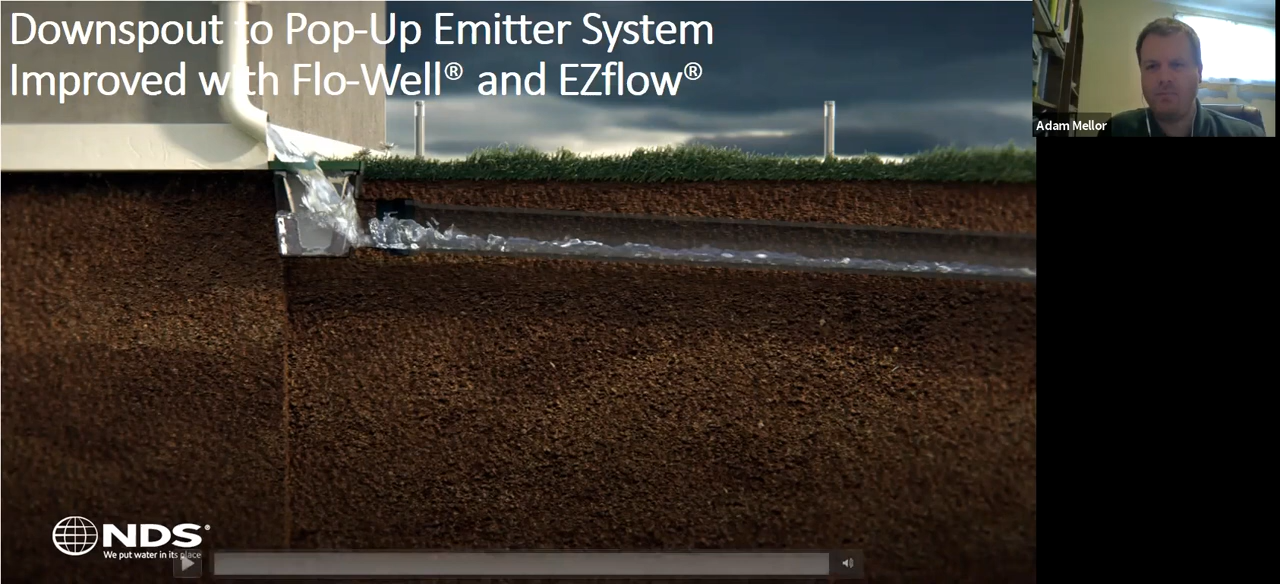 Downspout to Pop-Up Emitter System
Improved with Flo-Well® and EZflow®
Adam Mellor
NDS®
We put water in its place